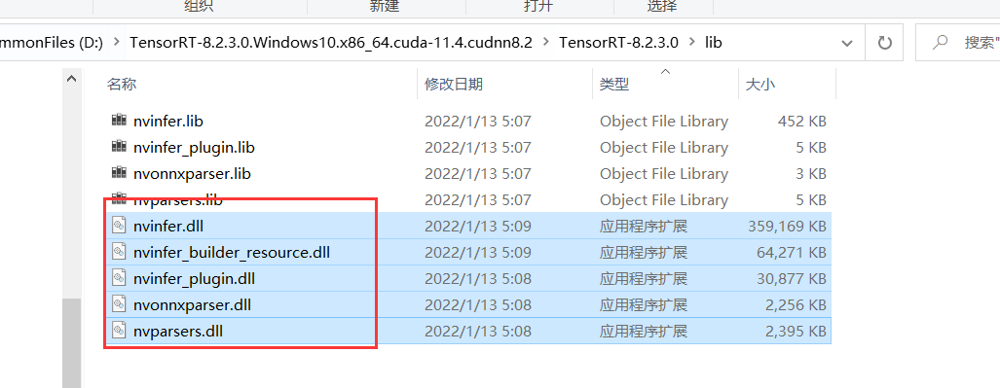 组织 新建 打开 选择
mmonFiles (D:) > TensorRT-8.2.3.0.Windows10.x86_64.cuda-11.4.cudnn8.2 > TensorRT-8.2.3.0 > lib 搜索"
名称 修改日期 类型 大小
nvinfer.lib 2022/1/13 5:07 Object File Library 452 KB
nvinfer_plugin.lib 2022/1/13 5:07 Object File Library 5 KB
nvonnxparser.lib 2022/1/13 5:07 Object File Library 3 KB
nvparsers.lib 2022/1/13 5:07 Object File Library 5 KB
nvinfer.dll 2022/1/13 5:09 应用程序扩展 359,169 KB
nvinfer_builder_resource.dll 2022/1/13 5:09 应用程序扩展 64,271 KB
nvinfer_plugin.dll 2022/1/13 5:08 应用程序扩展 30,877 KB
nvonnxparser.dll 2022/1/13 5:08 应用程序扩展 2,256 KB
nvparsers.dll 2022/1/13 5:08 应用程序扩展 2,395 KB